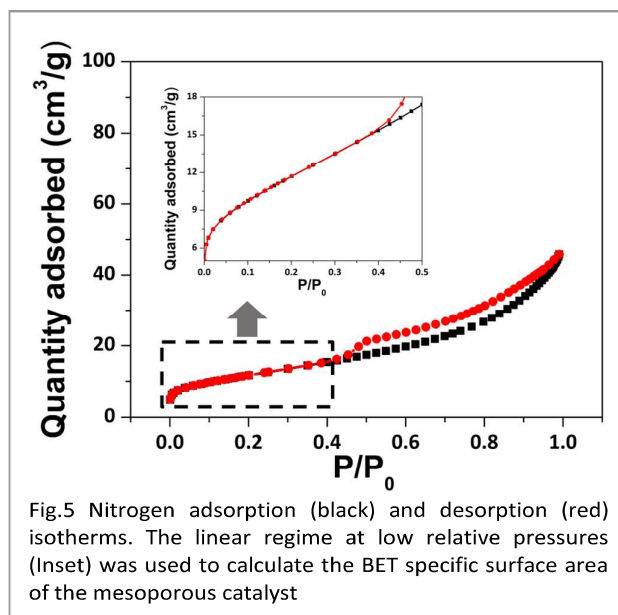 100
80
60
40
20
0
Quantity adsorbed (cm³/g)
18
15
12
9
6
Quantity adsorbed (cm³/g)
0.0 0.1 0.2 0.3 0.4 0.5
P/P₀
0.0 0.2 0.4 0.6 0.8 1.0
P/P₀
Fig.5 Nitrogen adsorption (black) and desorption (red)
isotherms. The linear regime at low relative pressures
(Inset) was used to calculate the BET specific surface area
of the mesoporous catalyst